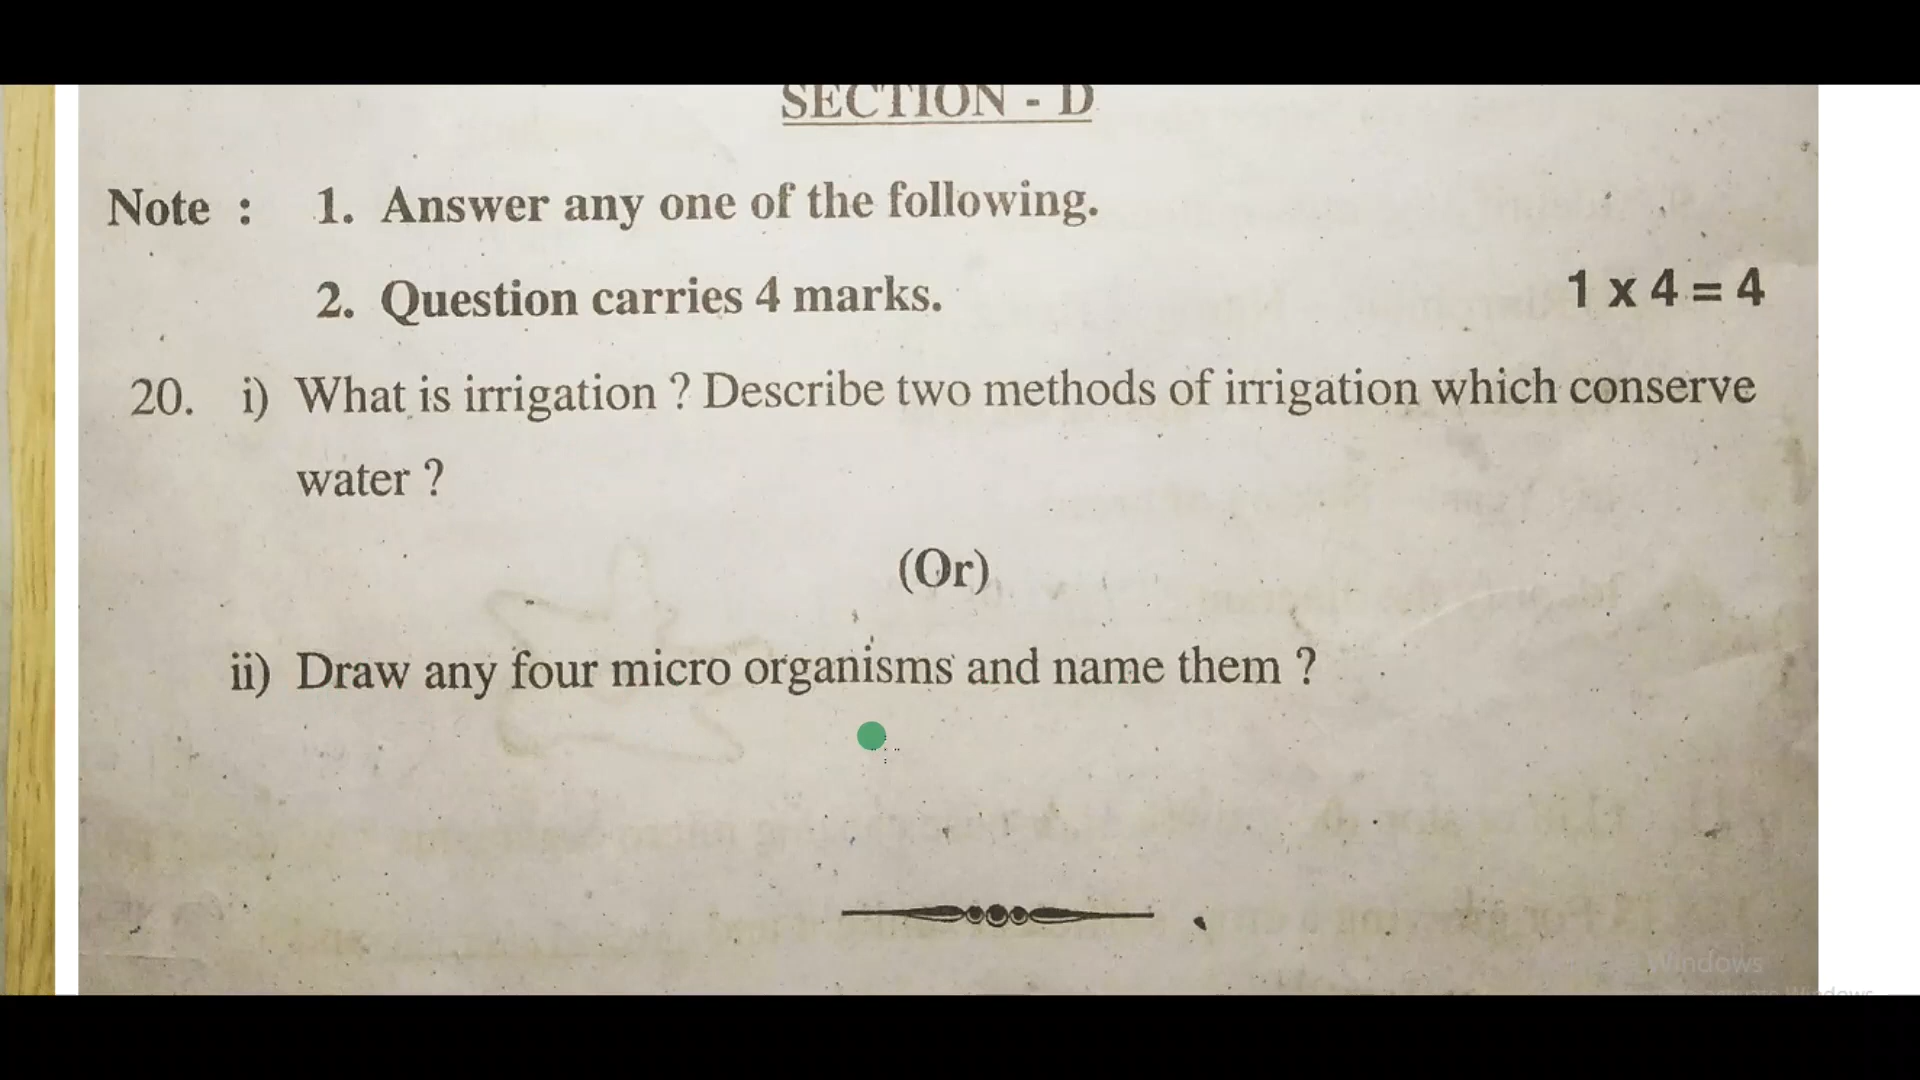 SECTION - D
Note : 1. Answer any one of the following.
2. Question carries 4 marks. 1 x 4 = 4
20. i) What is irrigation ? Describe two methods of irrigation which conserve
water ?
(Or)
ii) Draw any four micro organisms and name them ?
Windows